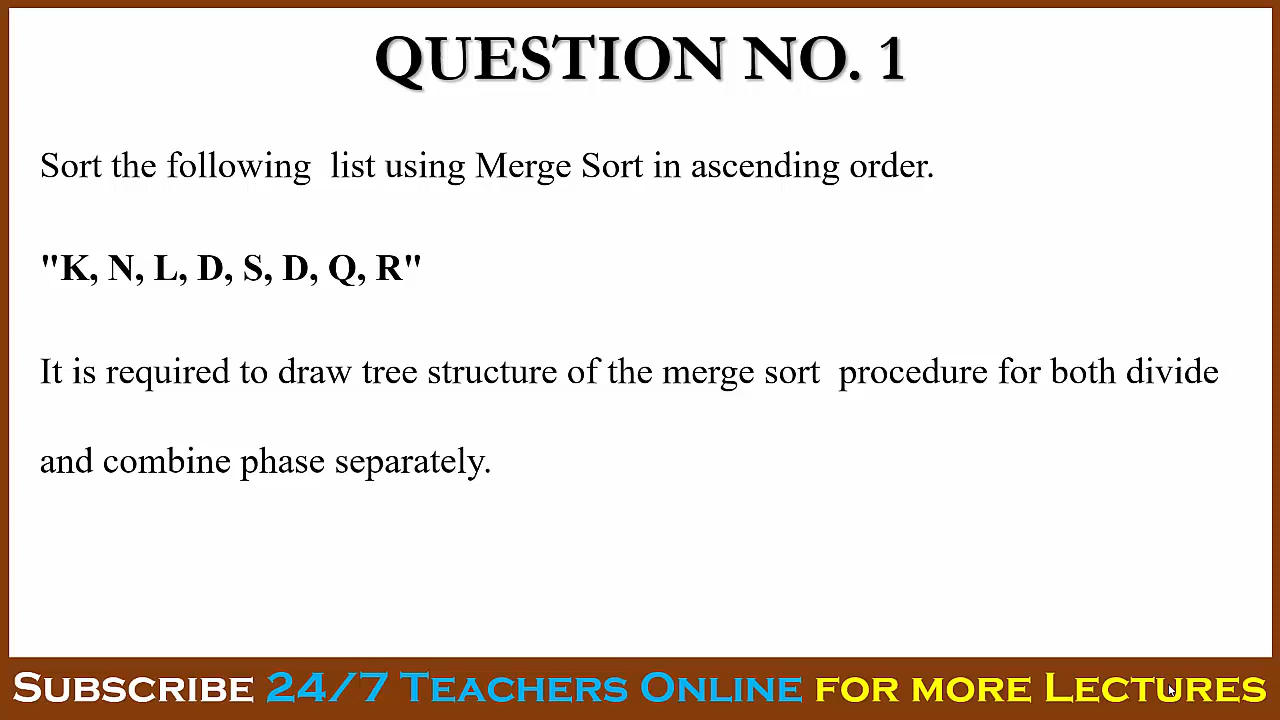 QUESTION NO. 1
Sort the following list using Merge Sort in ascending order.
"K, N, L, D, S, D, Q, R"
It is required to draw tree structure of the merge sort procedure for both divide
and combine phase separately.
SUBSCRIBE 24/7 TEACHERS ONLINE FOR MORE LECTURES